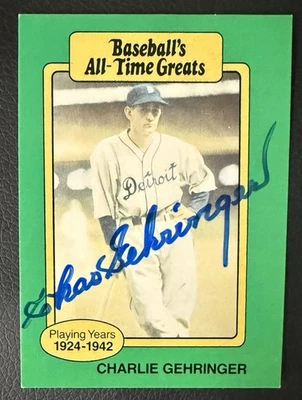 Baseball's
All-Time Greats
Detroit
Chas Gehringer
Playing Years
1924-1942
CHARLIE GEHRINGER